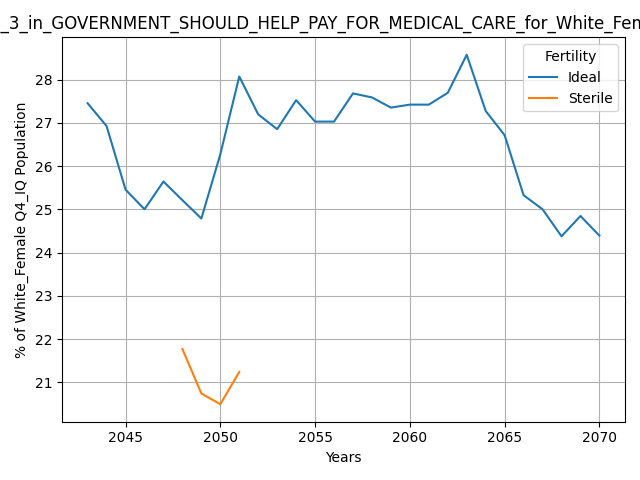 _3_in_GOVERNMENT_SHOULD_HELP_PAY_FOR_MEDICAL_CARE_for_White_Fem
Fertility
Ideal
Sterile
% of White_Female Q4_IQ Population
28
27
26
25
24
23
22
21
2045 2050 2055 2060 2065 2070
Years